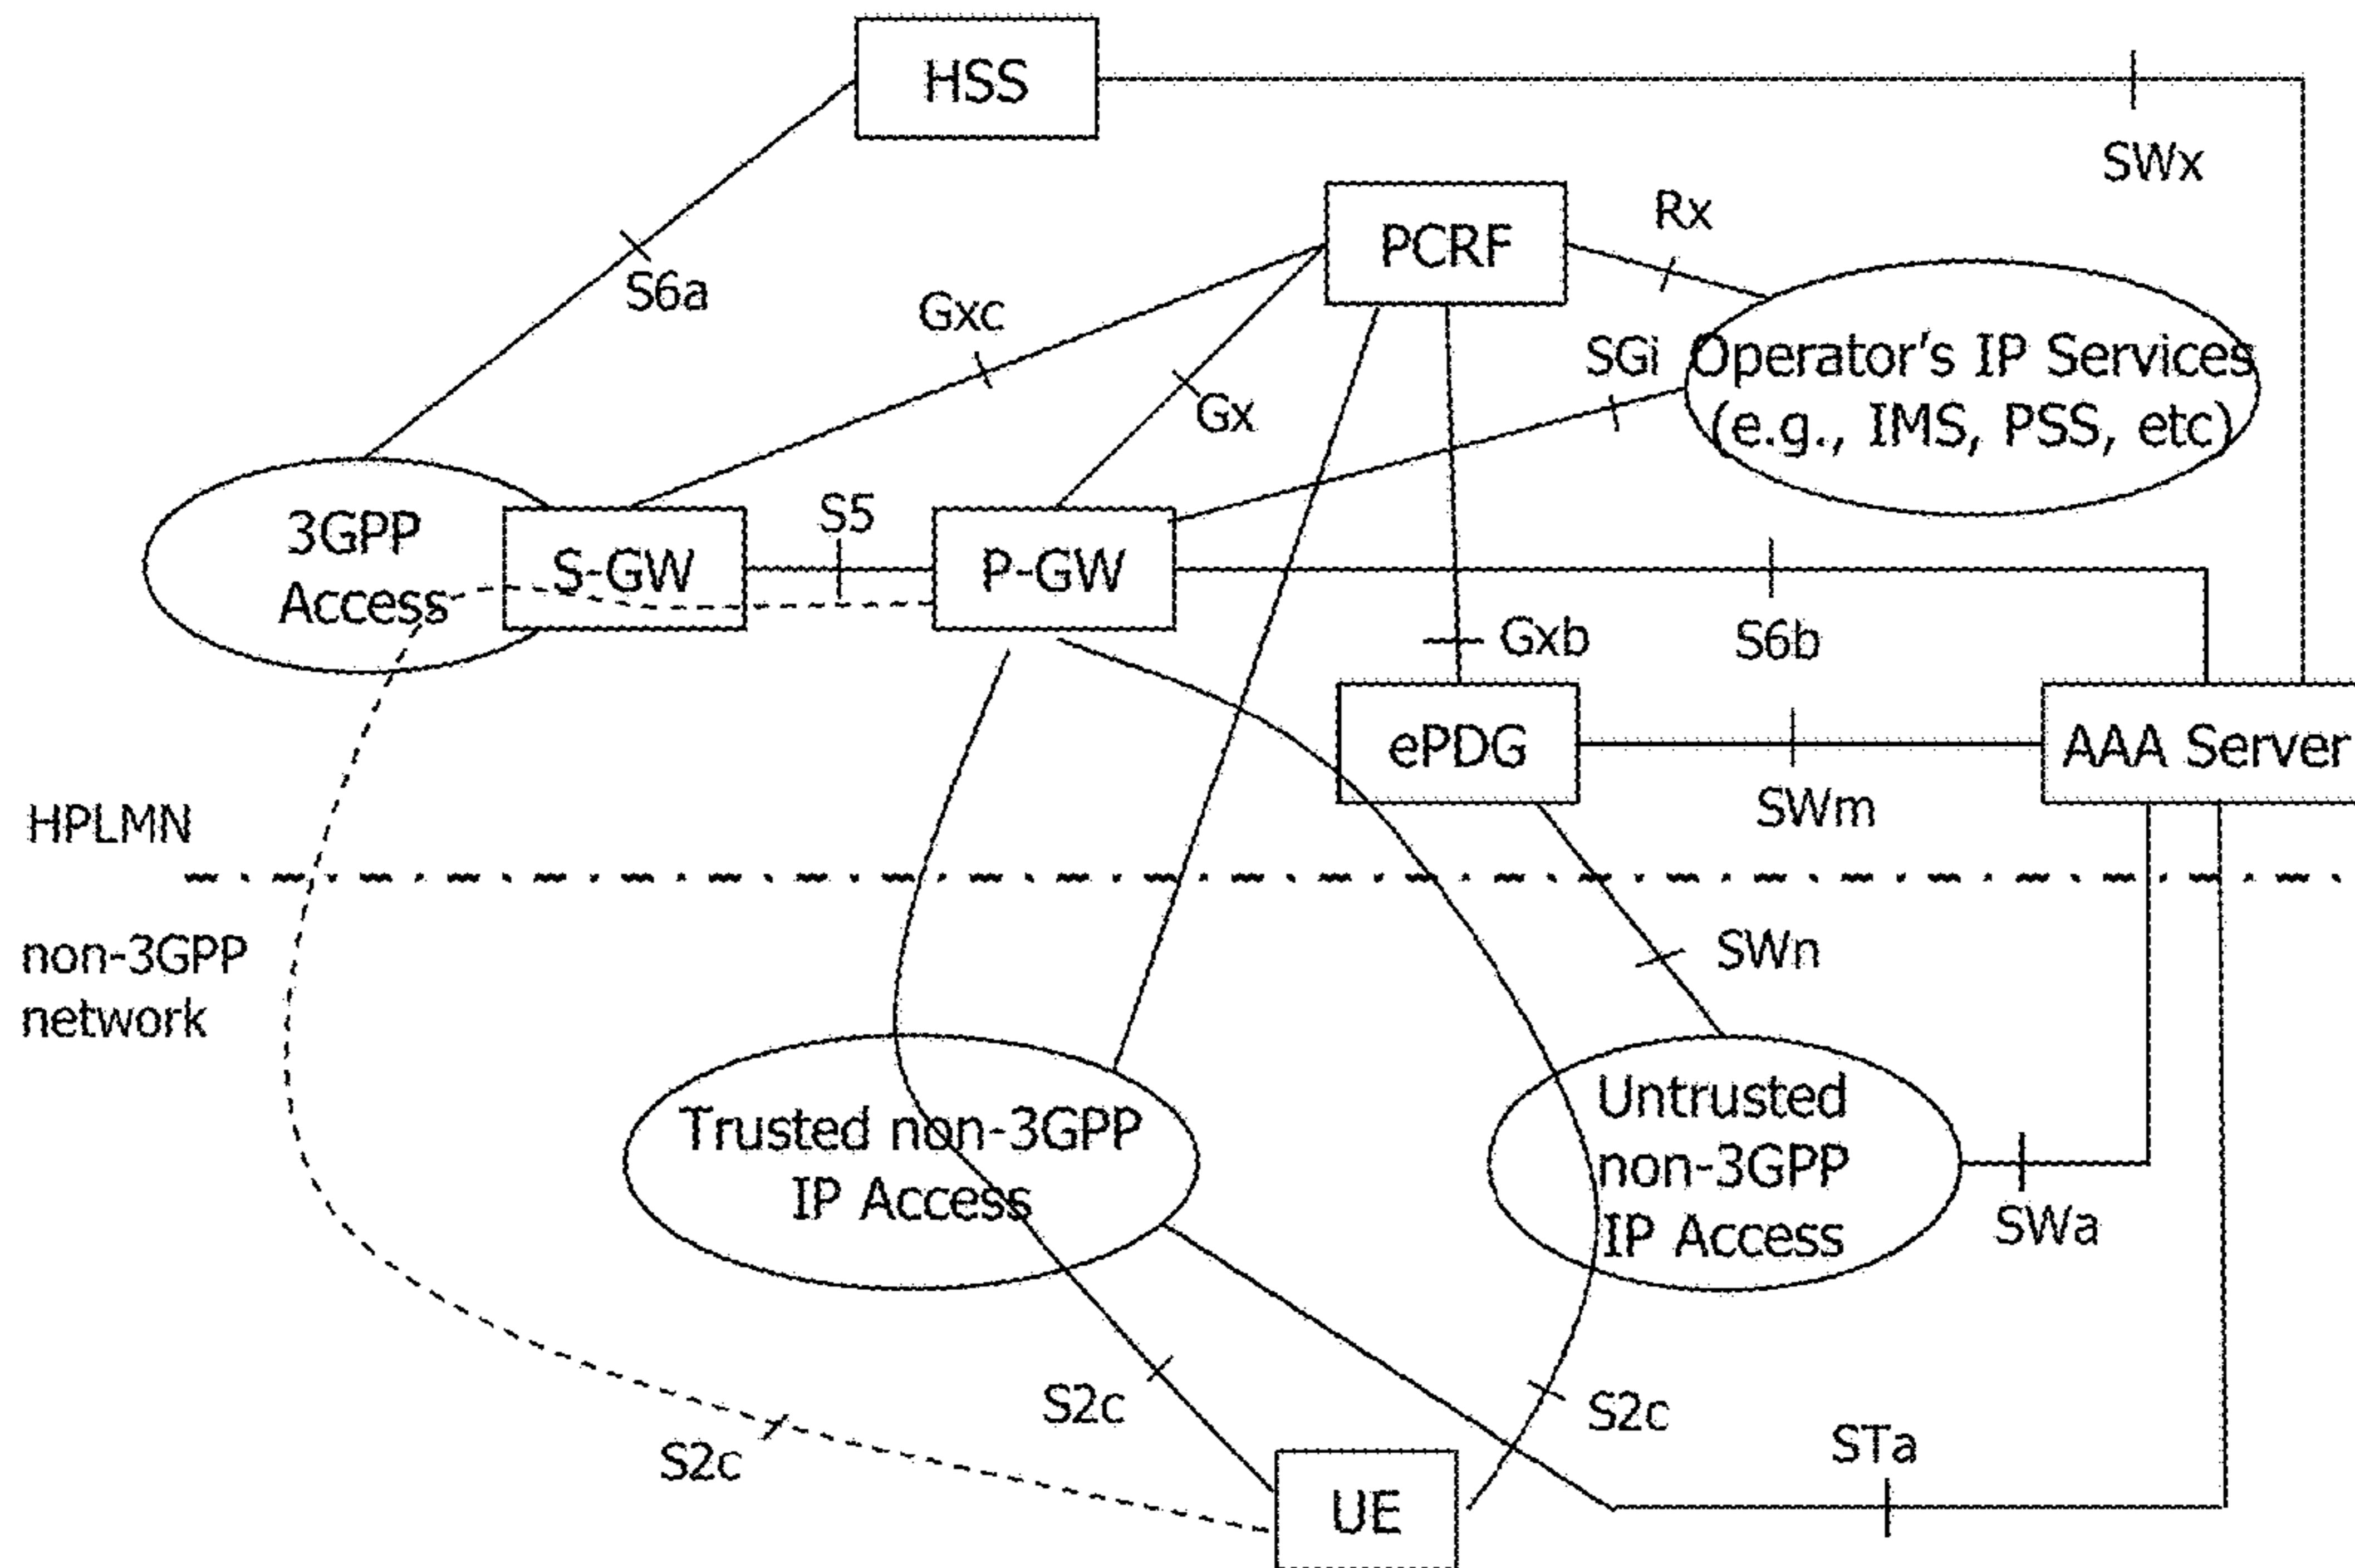 HSS
SWx
PCRF
Rx
S6a
Gxc
SGi
Operator's IP Services
(e.g., IMS, PSS, etc)
Gx
3GPP
Access
S-GW
S5
P-GW
Gxb
S6b
ePDG
AAA Server
SWm
HPLMN
non-3GPP
network
SWn
Trusted non-3GPP
IP Access
Untrusted
non-3GPP
IP Access
SWa
S2c
S2c
S2c
STa
UE